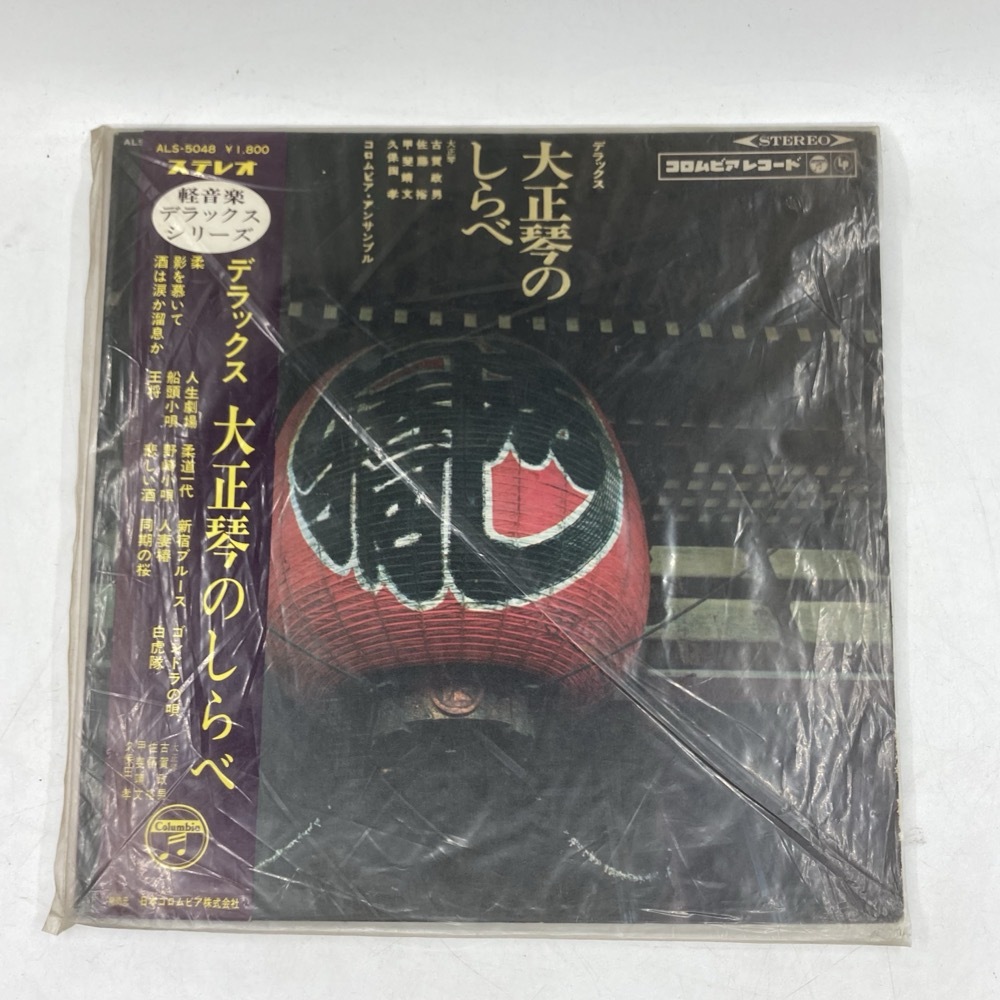 ALS-5048 ¥1,800
ステレオ
軽音楽
デラックス
シリーズ
デラックス 大正琴のしらべ
柔
影を慕いて
酒は涙か溜息か
人生劇場
船頭小唄
王将
柔道一代
野崎小唄
悲しい酒
新宿ブルース
人妻椿
同期の桜
ゴンドラの唄
白虎隊
古賀政男
Columbia
日本コロムビア株式会社
ALS
STEREO
コロムビアレコード
LP
デラックス
大正琴の
しらべ
大正琴
古賀政男
佐藤裕
甲斐靖文
久保田孝
コロムビア・アンサンブル